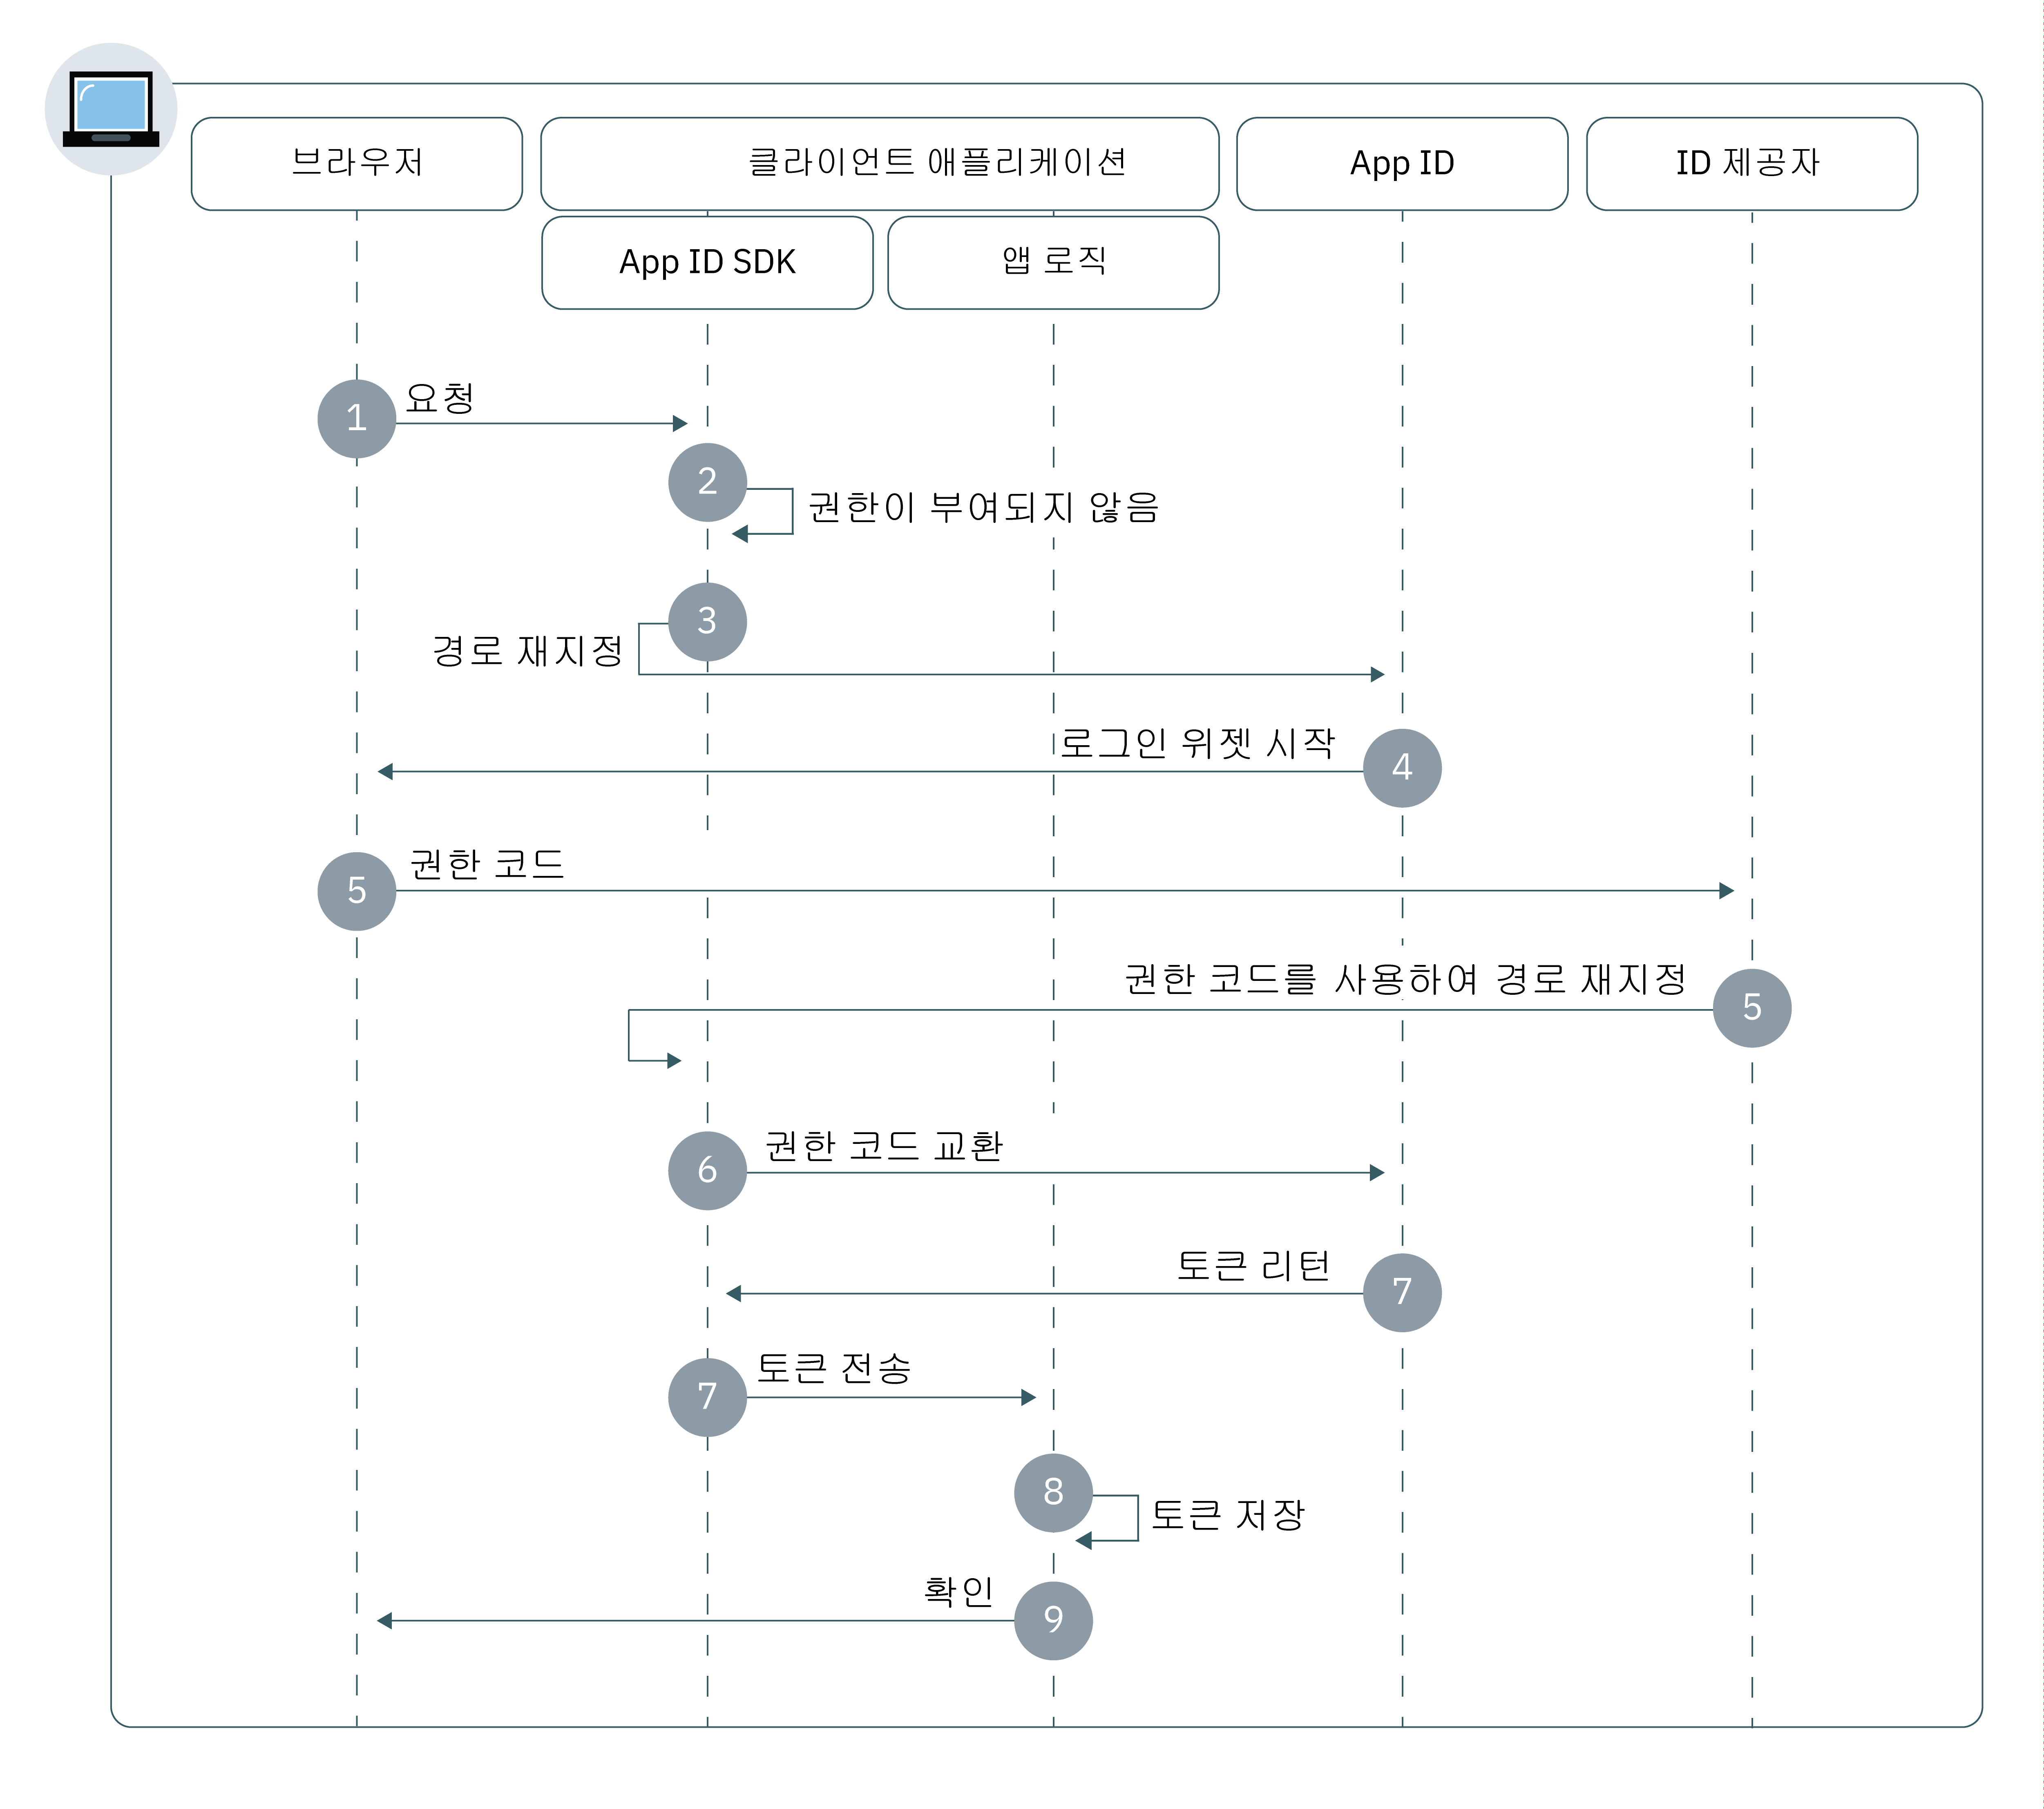 브라우저
클라이언트 애플리케이션
App ID
ID 제공자
App ID SDK
앱 로직
1
요청
2
권한이 부여되지 않음
3
경로 재지정
로그인 위젯 시작
4
5
권한 코드
권한 코드를 사용하여 경로 재지정
5
6
권한 코드 교환
토큰 리턴
7
7
토큰 전송
8
토큰 저장
확인
9